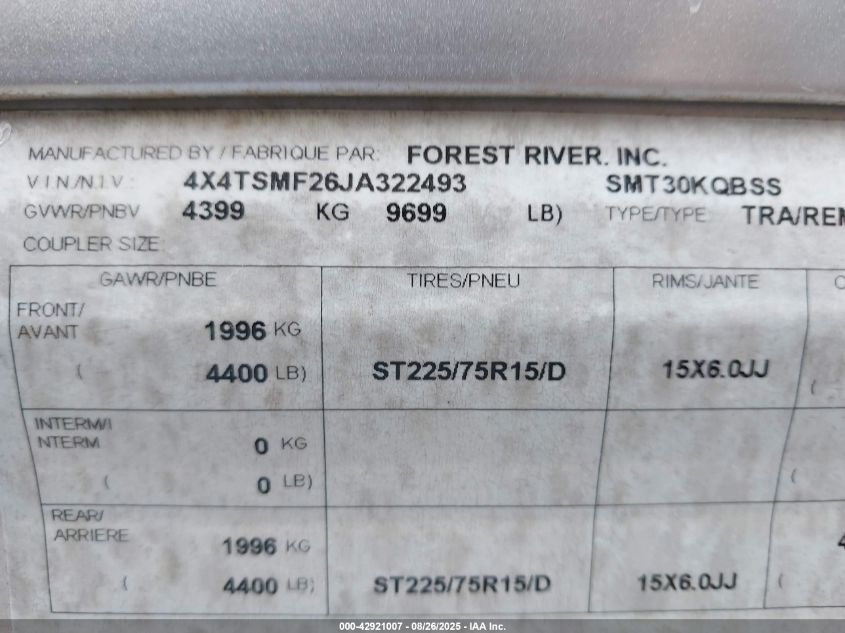 MANUFACTURED BY / FABRIQUE PAR: FOREST RIVER. INC.
V I N /N.I.V.: 4X4TSMF26JA322493 SMT30KQBSS
GVWR/PNBV 4399 KG 9699 LB) TYPE/TYPE TRA/REM
COUPLER SIZE:
GAWR/PNBE TIRES/PNEU RIMS/JANTE
FRONT/
AVANT 1996 KG
( 4400 LB) ST225/75R15/D 15X6.0JJ (
INTERM/I
NTERM 0 KG
( 0 LB) (
REAR/
ARRIERE 1996 KG
( 4400 LB) ST225/75R15/D 15X6.0JJ (
000-42921007 - 08/26/2025 - IAA Inc.